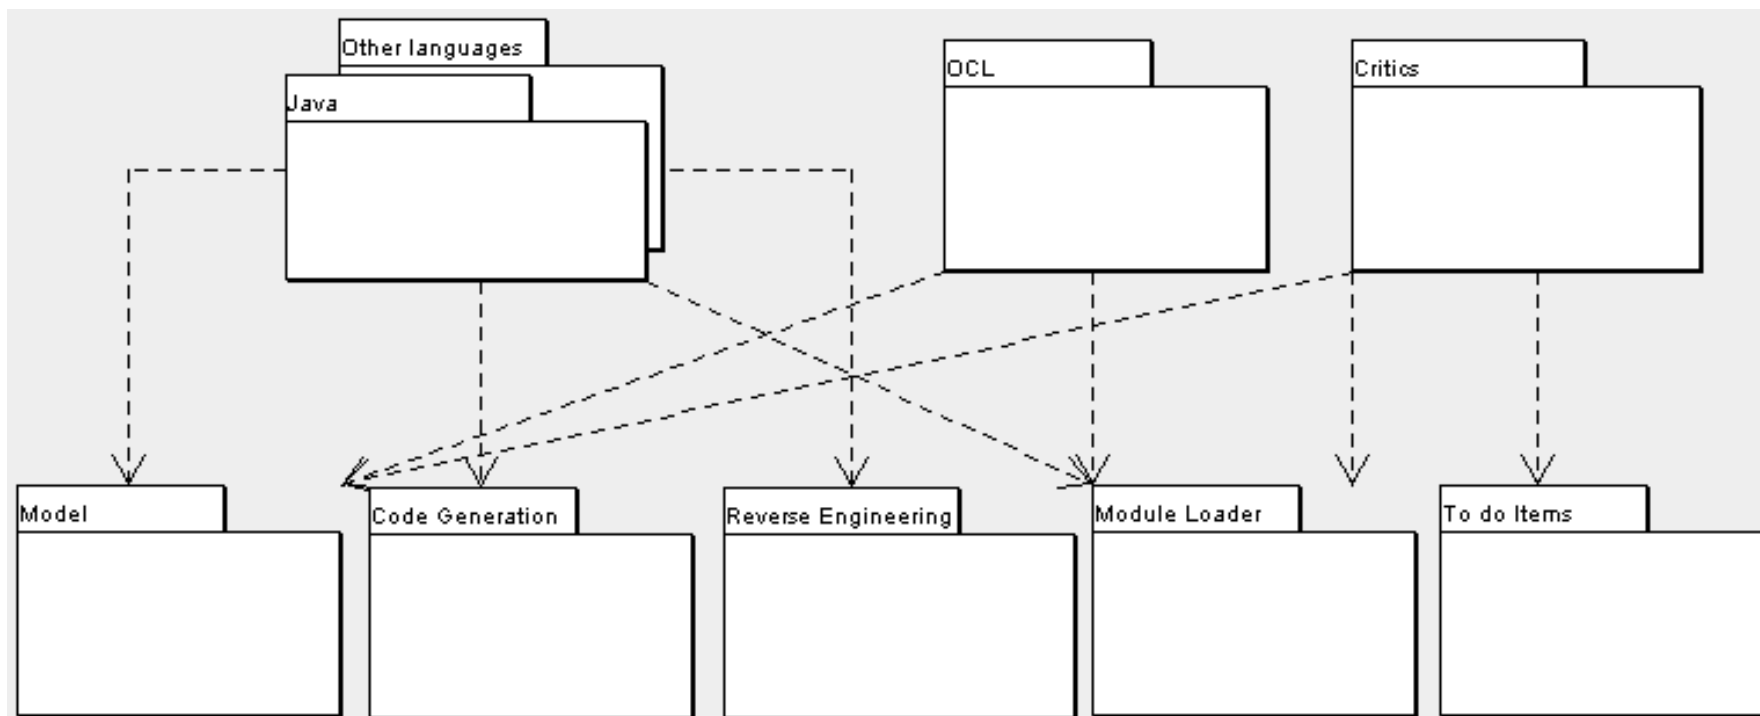 Other languages
Java
OCL
Critics
Model
Code Generation
Reverse Engineering
Module Loader
To do Items